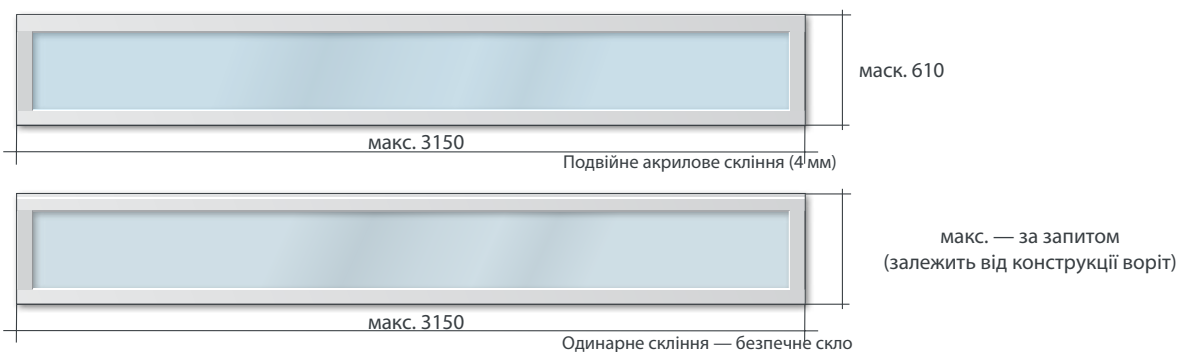 маск. 610
макс. 3150
Подвійне акрилове скління (4 мм)
макс. — за запитом
(залежить від конструкції воріт)
макс. 3150
Одинарне скління — безпечне скло